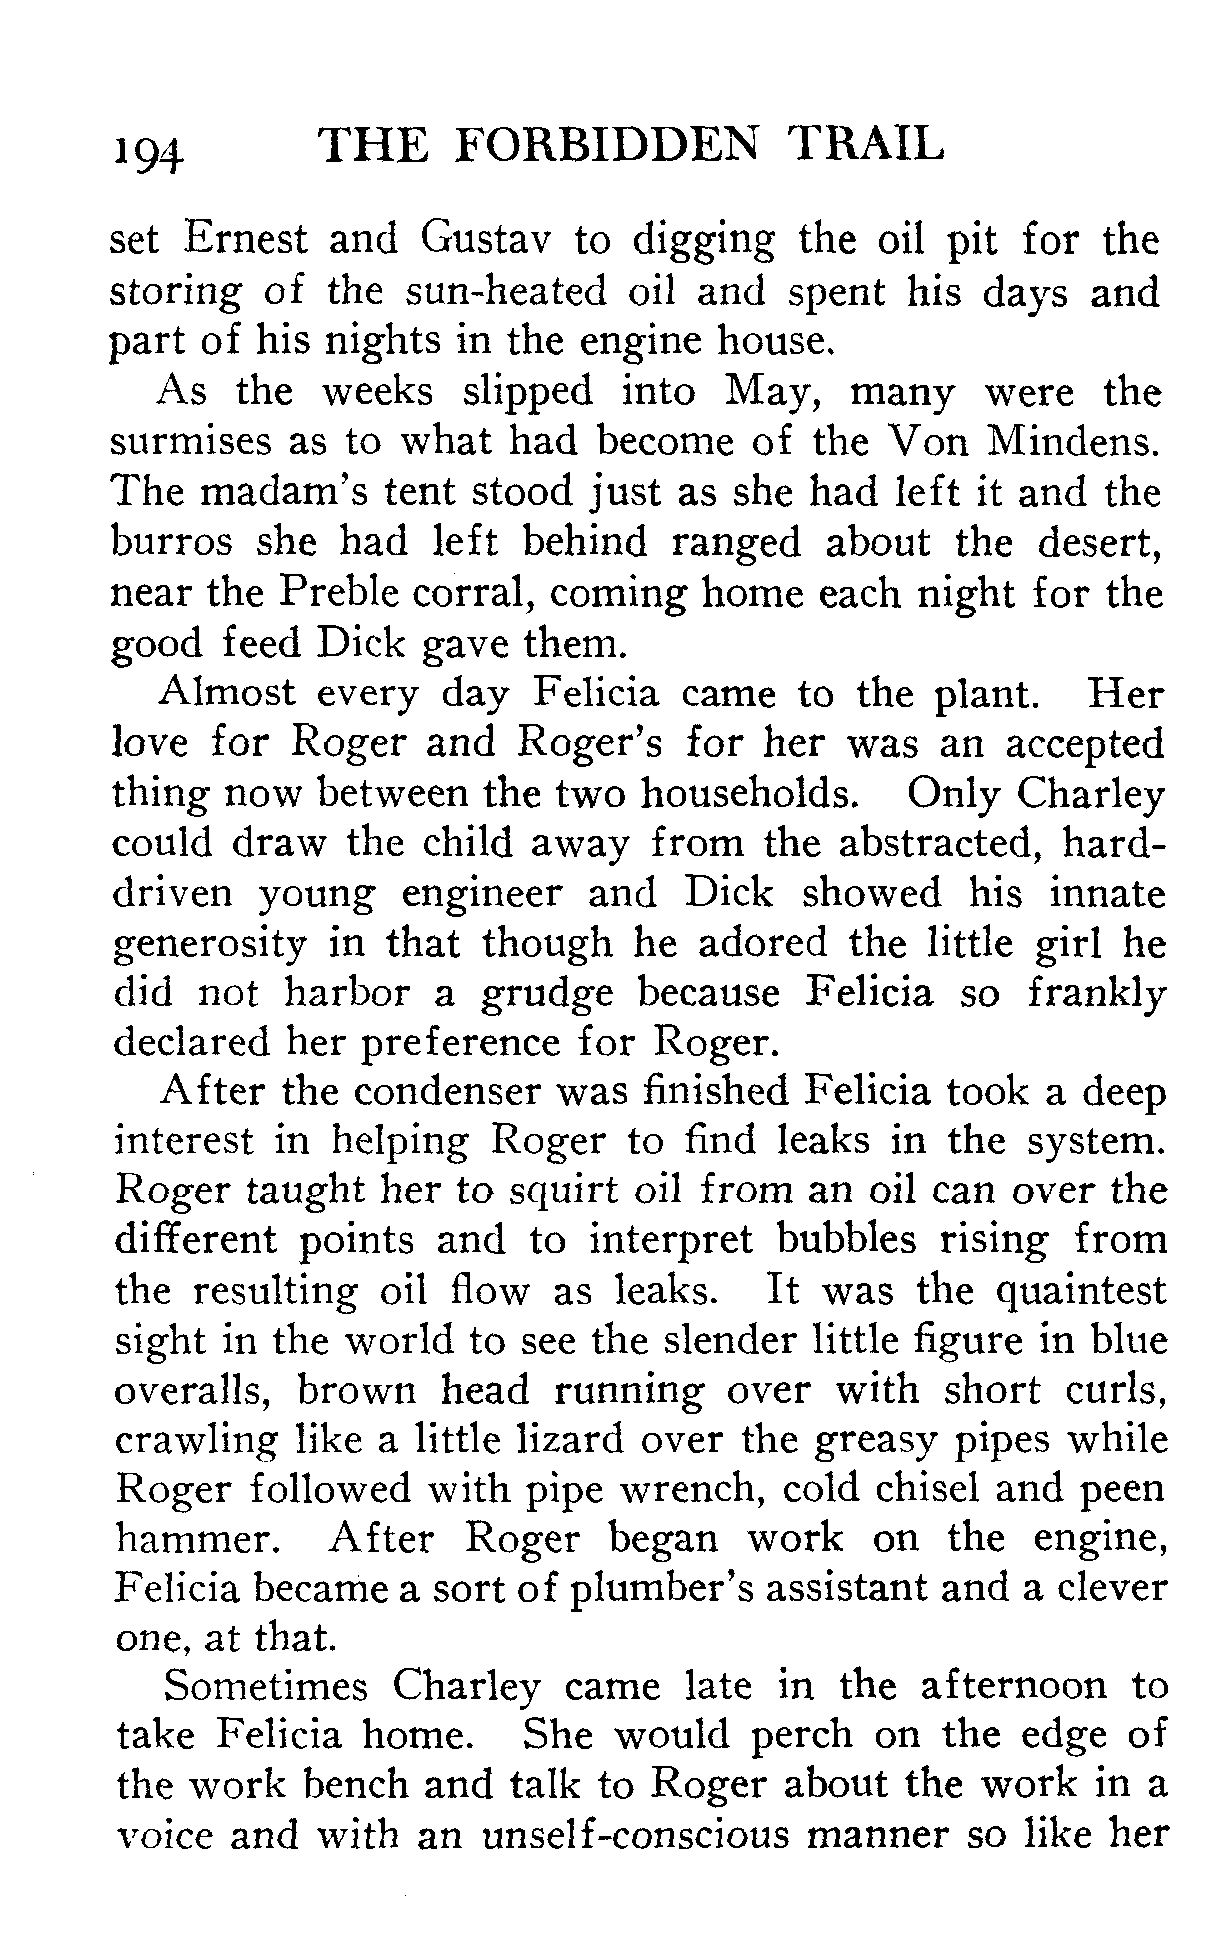 194 THE FORBIDDEN TRAIL
set Ernest and Gustav to digging the oil pit for the
storing of the sun-heated oil and spent his days and
part of his nights in the engine house.
As the weeks slipped into May, many were the
surmises as to what had become of the Von Mindens.
The madam's tent stood just as she had left it and the
burros she had left behind ranged about the desert,
near the Preble corral, coming home each night for the
good feed Dick gave them.
Almost every day Felicia came to the plant. Her
love for Roger and Roger's for her was an accepted
thing now between the two households. Only Charley
could draw the child away from the abstracted, hard-
driven young engineer and Dick showed his innate
generosity in that though he adored the little girl he
did not harbor a grudge because Felicia so frankly
declared her preference for Roger.
After the condenser was finished Felicia took a deep
interest in helping Roger to find leaks in the system.
Roger taught her to squirt oil from an oil can over the
different points and to interpret bubbles rising from
the resulting oil flow as leaks. It was the quaintest
sight in the world to see the slender little figure in blue
overalls, brown head running over with short curls,
crawling like a little lizard over the greasy pipes while
Roger followed with pipe wrench, cold chisel and peen
hammer. After Roger began work on the engine,
Felicia became a sort of plumber's assistant and a clever
one, at that.
Sometimes Charley came late in the afternoon to
take Felicia home. She would perch on the edge of
the work bench and talk to Roger about the work in a
voice and with an unself-conscious manner so like her